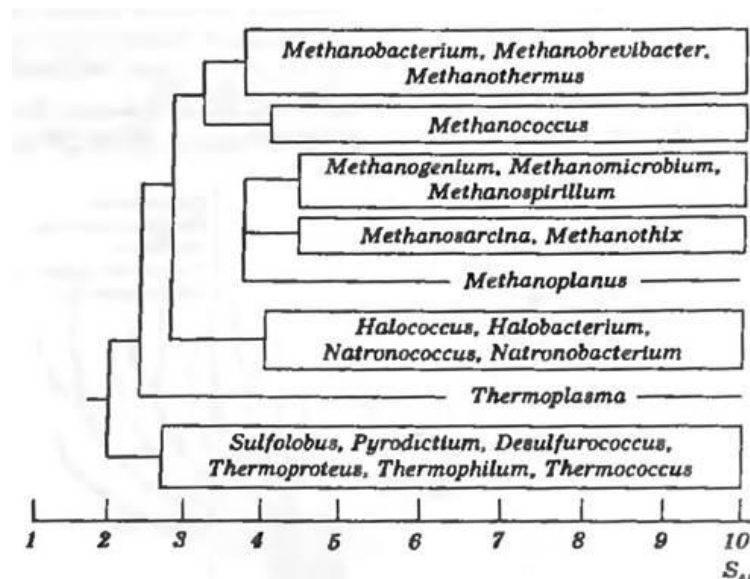 Methanobacterium, Methanobrevibacter,
Methanothermus
Methanococcus
Methanogenium, Methanomicrobium,
Methanospirillum
Methanosarcina, Methanothix
Methanoplanus
Halococcus, Halobacterium,
Natronococcus, Natronobacterium
Thermoplasma
Sulfolobus, Pyrodictium, Desulfurococcus,
Thermoproteus, Thermophilum, Thermococcus
1 2 3 4 5 6 7 8 9 10